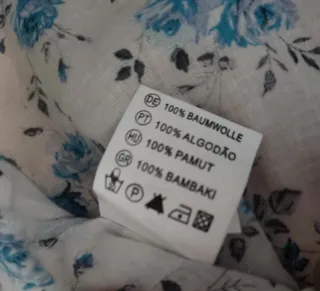 DE 100% BAUMWOLLE
PT 100% ALGODÃO
HU 100% PAMUT
GR 100% BAMBAKI
P